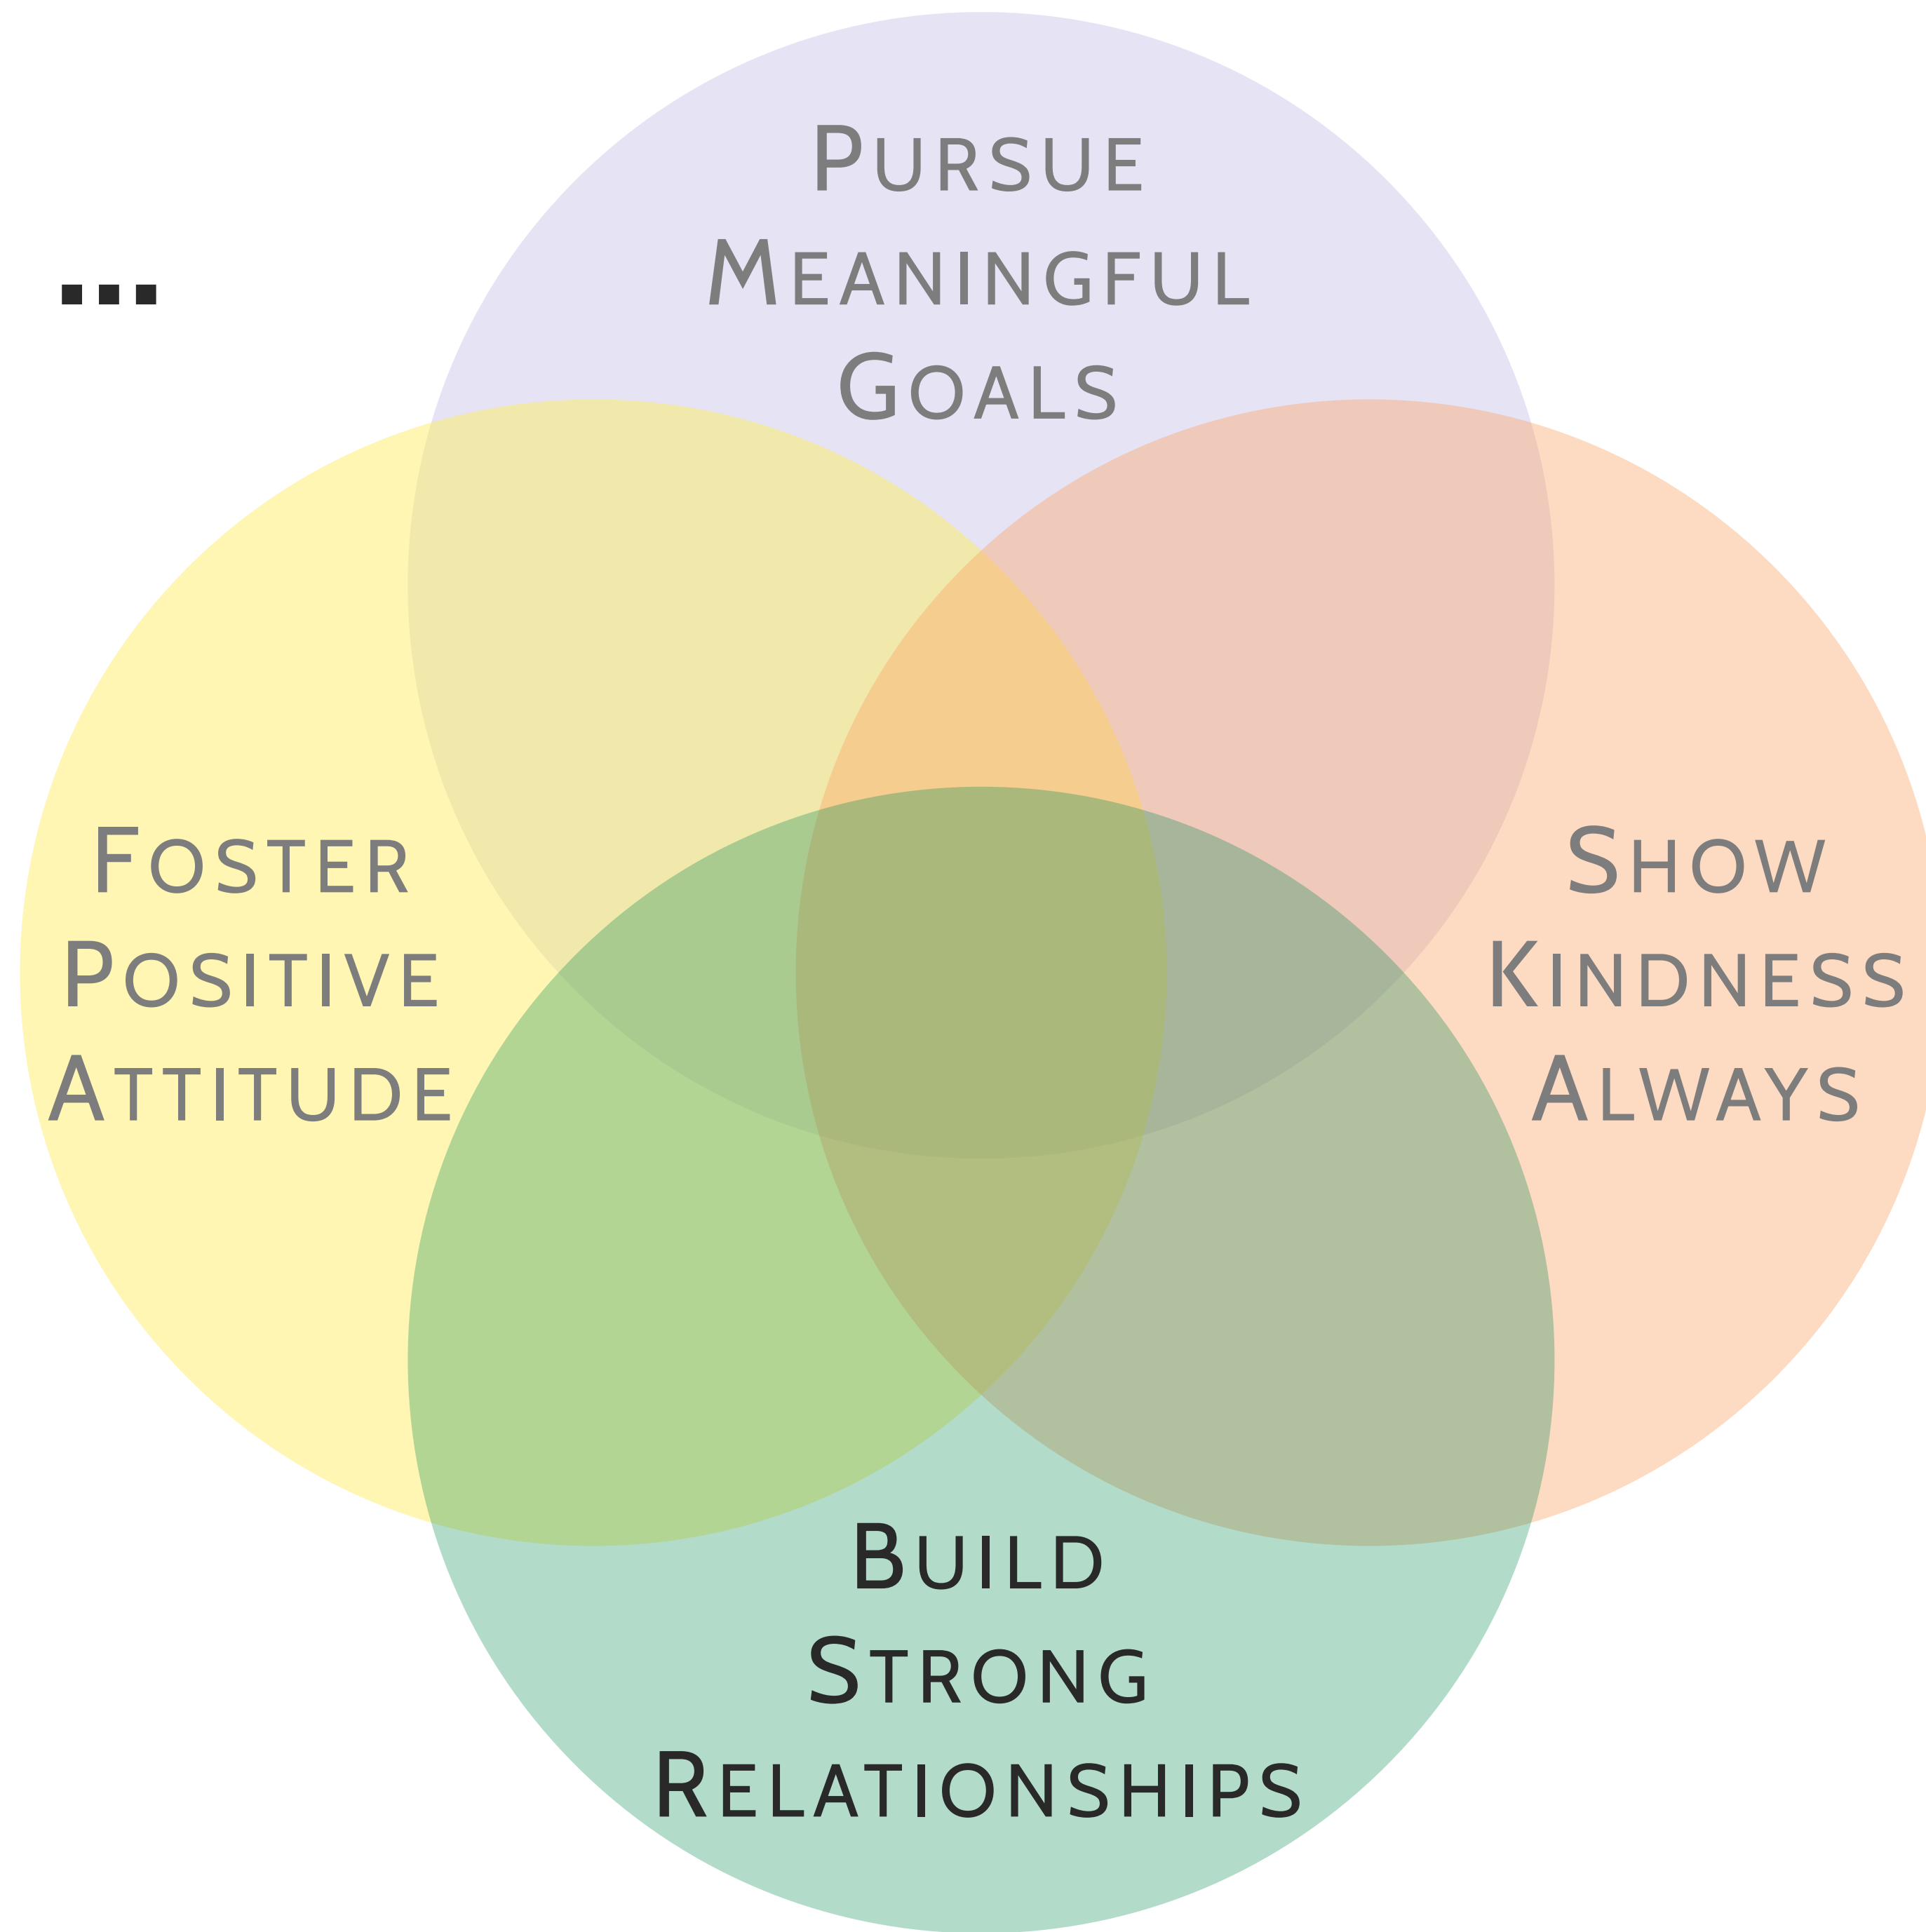 Pursue
Meaningful
Goals
...
Foster
Positive
Attitude
Show
Kindness
Always
Build
Strong
Relationships